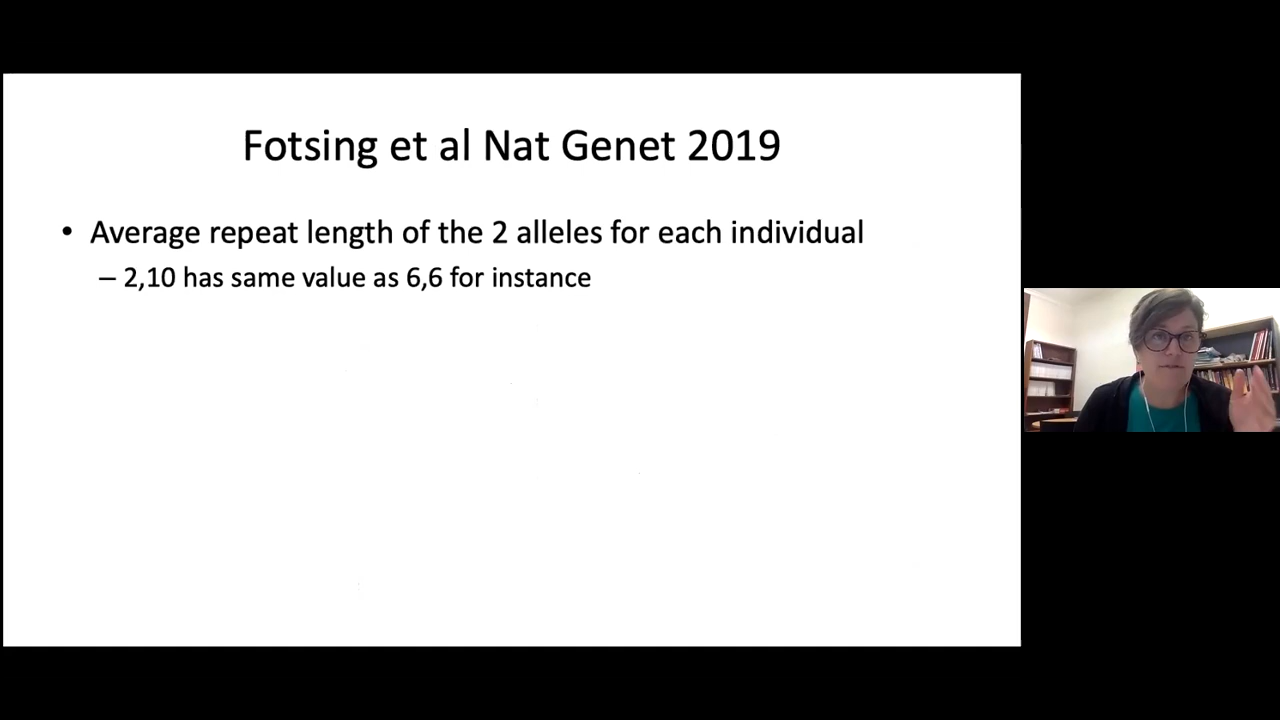 Fotsing et al Nat Genet 2019
• Average repeat length of the 2 alleles for each individual
– 2,10 has same value as 6,6 for instance